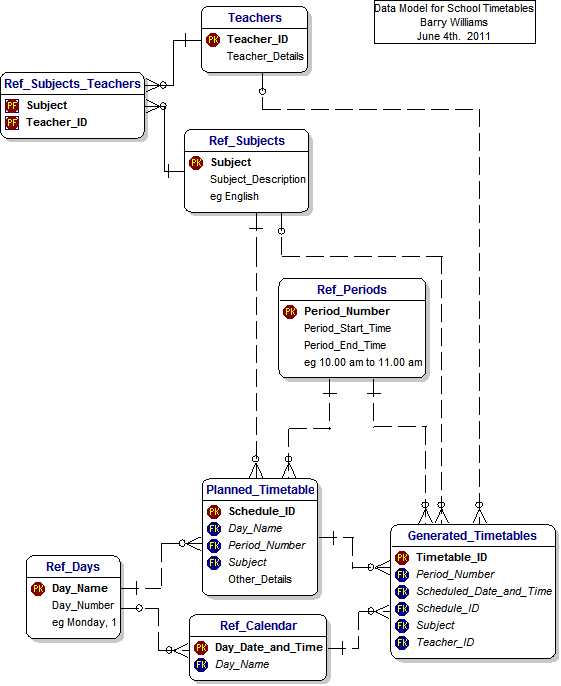 Data Model for School Timetables
Barry Williams
June 4th. 2011
Teachers
PK Teacher_ID
Teacher_Details
Ref_Subjects_Teachers
PF Subject
PF Teacher_ID
Ref_Subjects
PK Subject
Subject_Description
eg English
Ref_Periods
PK Period_Number
Period_Start_Time
Period_End_Time
eg 10.00 am to 11.00 am
Planned_Timetable
PK Schedule_ID
FK Day_Name
FK Period_Number
FK Subject
Other_Details
Generated_Timetables
PK Timetable_ID
FK Period_Number
FK Scheduled_Date_and_Time
FK Schedule_ID
FK Subject
FK Teacher_ID
Ref_Days
PK Day_Name
Day_Number
eg Monday, 1
Ref_Calendar
PK Day_Date_and_Time
FK Day_Name